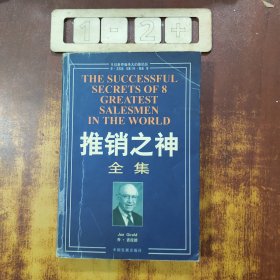 1-2+
THE SUCCESSFUL
SECRETS OF 8
GREATEST
SALESMEN
IN THE WORLD
推销之神
全集
Joe Girald